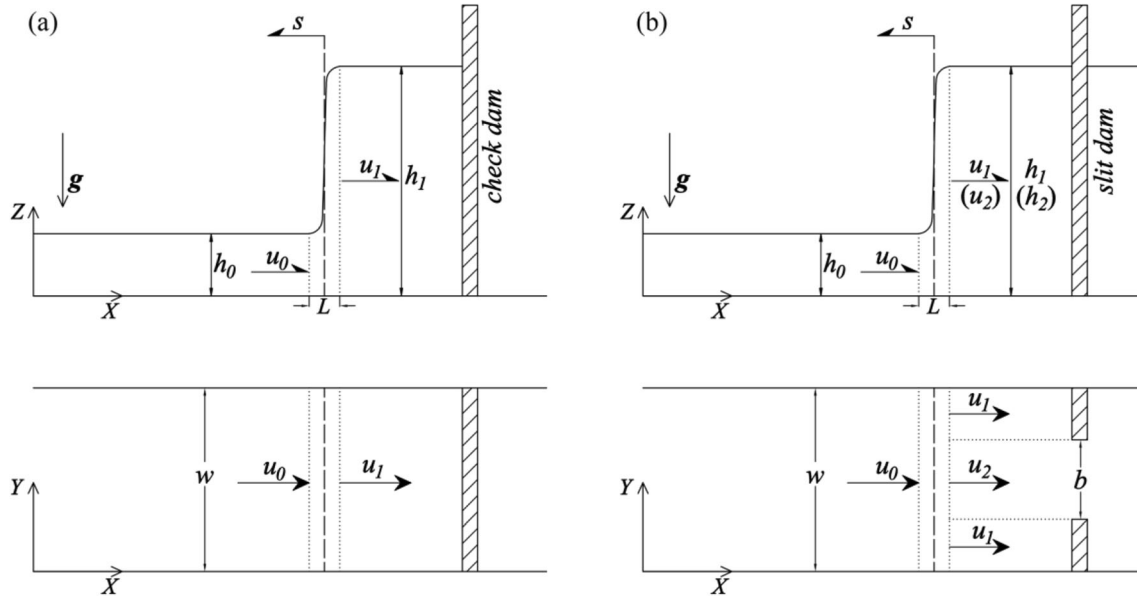 (a)
s
g
Z
h₀
u₀
u₁
h₁
check dam
X
L
Y
w
u₀
u₁
X
(b)
s
g
Z
h₀
u₀
u₁
(u₂)
h₁
(h₂)
slit dam
X
L
Y
w
u₀
u₁
u₂
u₁
b
X